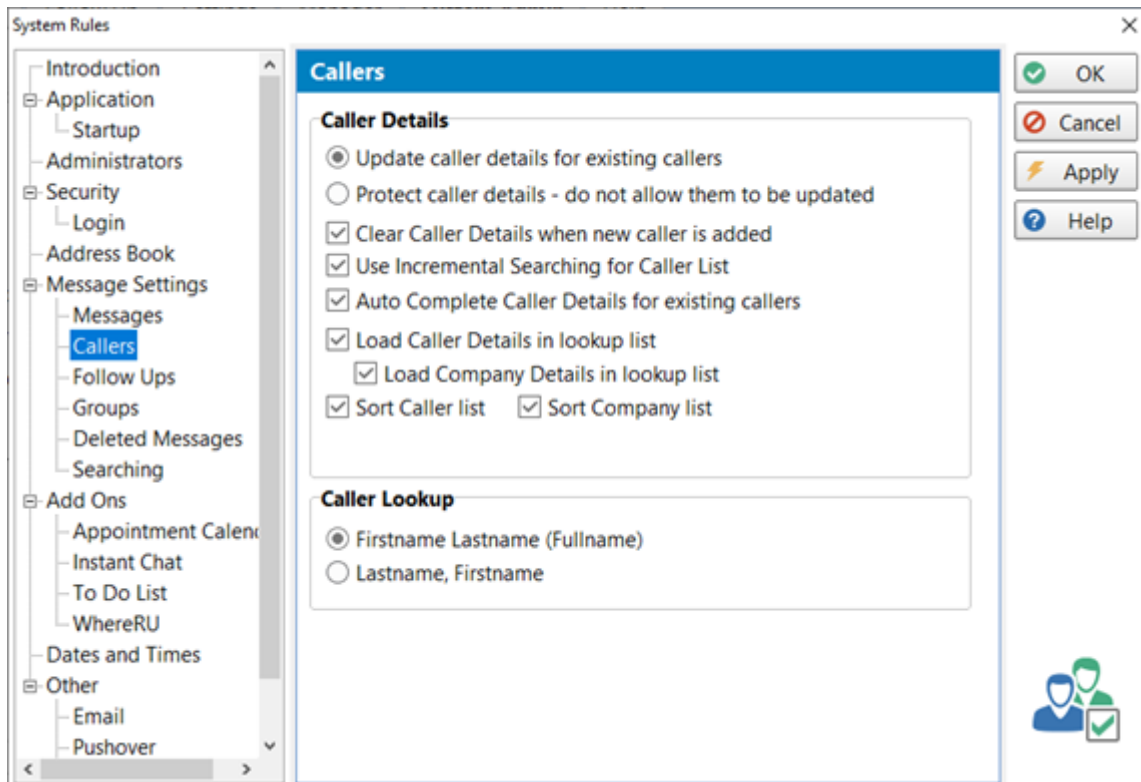 System Rules
Introduction
Application
Startup
Administrators
Security
Login
Address Book
Message Settings
Messages
Callers
Follow Ups
Groups
Deleted Messages
Searching
Add Ons
Appointment Calend
Instant Chat
To Do List
WhereRU
Dates and Times
Other
Email
Pushover
Callers
Caller Details
Update caller details for existing callers
Protect caller details - do not allow them to be updated
Clear Caller Details when new caller is added
Use Incremental Searching for Caller List
Auto Complete Caller Details for existing callers
Load Caller Details in lookup list
Load Company Details in lookup list
Sort Caller list Sort Company list
Caller Lookup
Firstname Lastname (Fullname)
Lastname, Firstname
OK
Cancel
Apply
Help